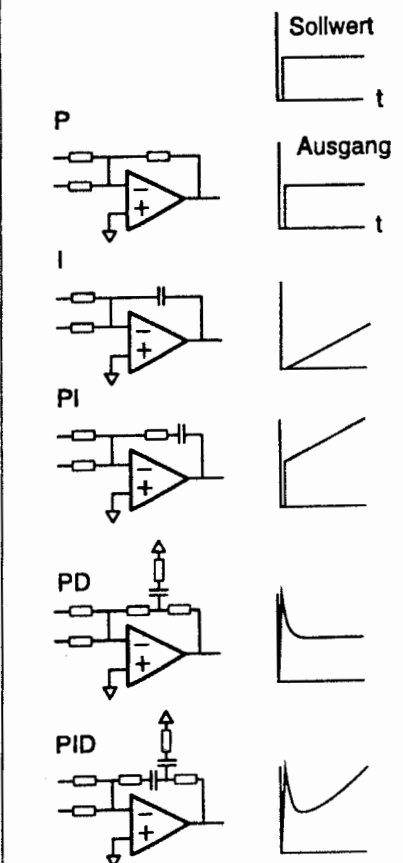 Sollwert
t
P
Ausgang
− +
t
I
− +
PI
− +
PD
− +
PID
− +